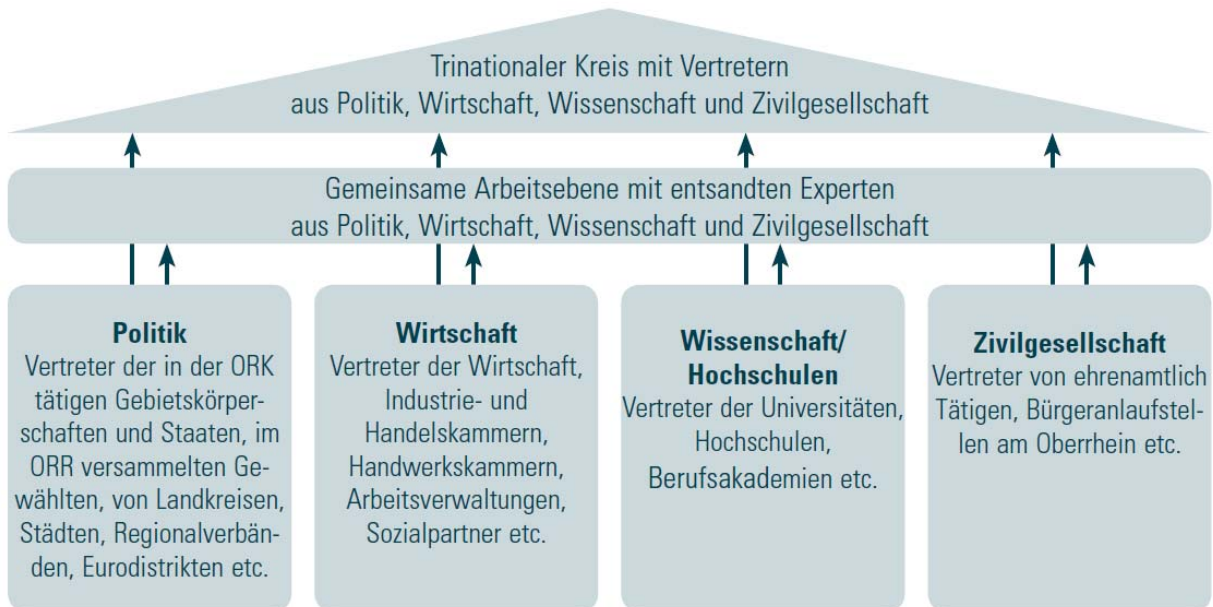 Trinationaler Kreis mit Vertretern
aus Politik, Wirtschaft, Wissenschaft und Zivilgesellschaft
Gemeinsame Arbeitsebene mit entsandten Experten
aus Politik, Wirtschaft, Wissenschaft und Zivilgesellschaft
Politik
Vertreter der in der ORK
tätigen Gebietskörper-
schaften und Staaten, im
ORR versammelten Ge-
wählten, von Landkreisen,
Städten, Regionalverbän-
den, Eurodistrikten etc.
Wirtschaft
Vertreter der Wirtschaft,
Industrie- und
Handelskammern,
Handwerkskammern,
Arbeitsverwaltungen,
Sozialpartner etc.
Wissenschaft/
Hochschulen
Vertreter der Universitäten,
Hochschulen,
Berufsakademien etc.
Zivilgesellschaft
Vertreter von ehrenamtlich
Tätigen, Bürgeranlaufstel-
len am Oberrhein etc.